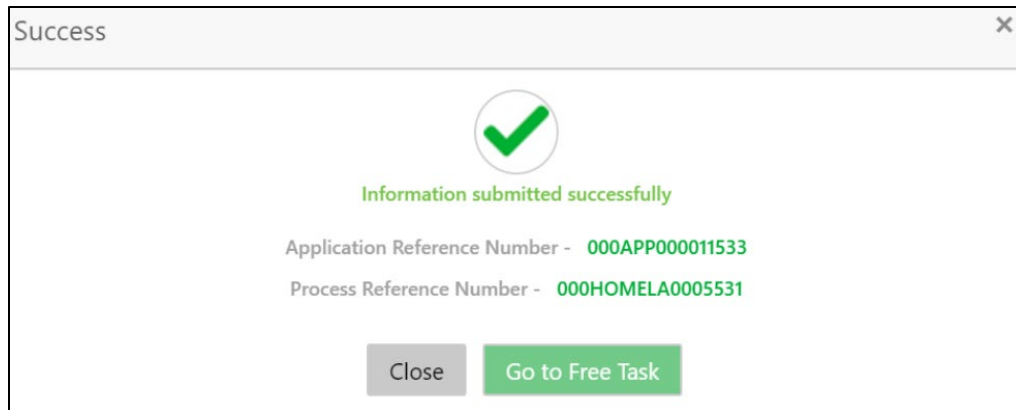 Success
Information submitted successfully
Application Reference Number - 000APP000011533
Process Reference Number - 000HOMELA0005531
Close Go to Free Task